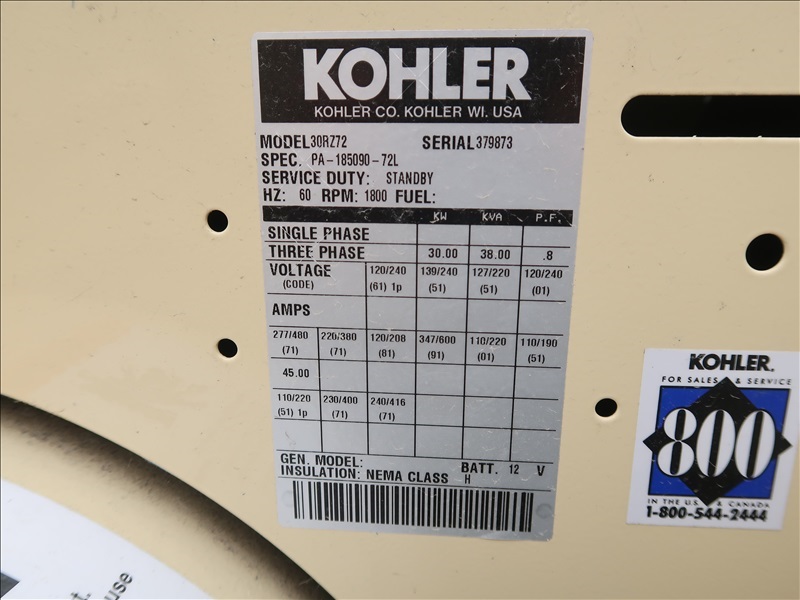 KOHLER
KOHLER CO. KOHLER WI. USA
MODEL 30RZ72 SERIAL 379873
SPEC. PA-185090-72L
SERVICE DUTY: STANDBY
HZ: 60 RPM: 1800 FUEL:
KW KVA P.F.
SINGLE PHASE
THREE PHASE 30.00 38.00 .8
VOLTAGE 120/240 139/240 127/220 120/240
(CODE) (61) 1p (51) (51) (01)
AMPS
277/480 220/380 120/208 347/600 110/220 110/190
(71) (71) (81) (91) (01) (51)
45.00
110/220 230/400 240/416
(51) 1p (71) (71)
GEN. MODEL: BATT. 12 V
INSULATION: NEMA CLASS H
KOHLER.
FOR SALES & SERVICE
800
IN THE U.S. & CANADA
1-800-544-2444
use